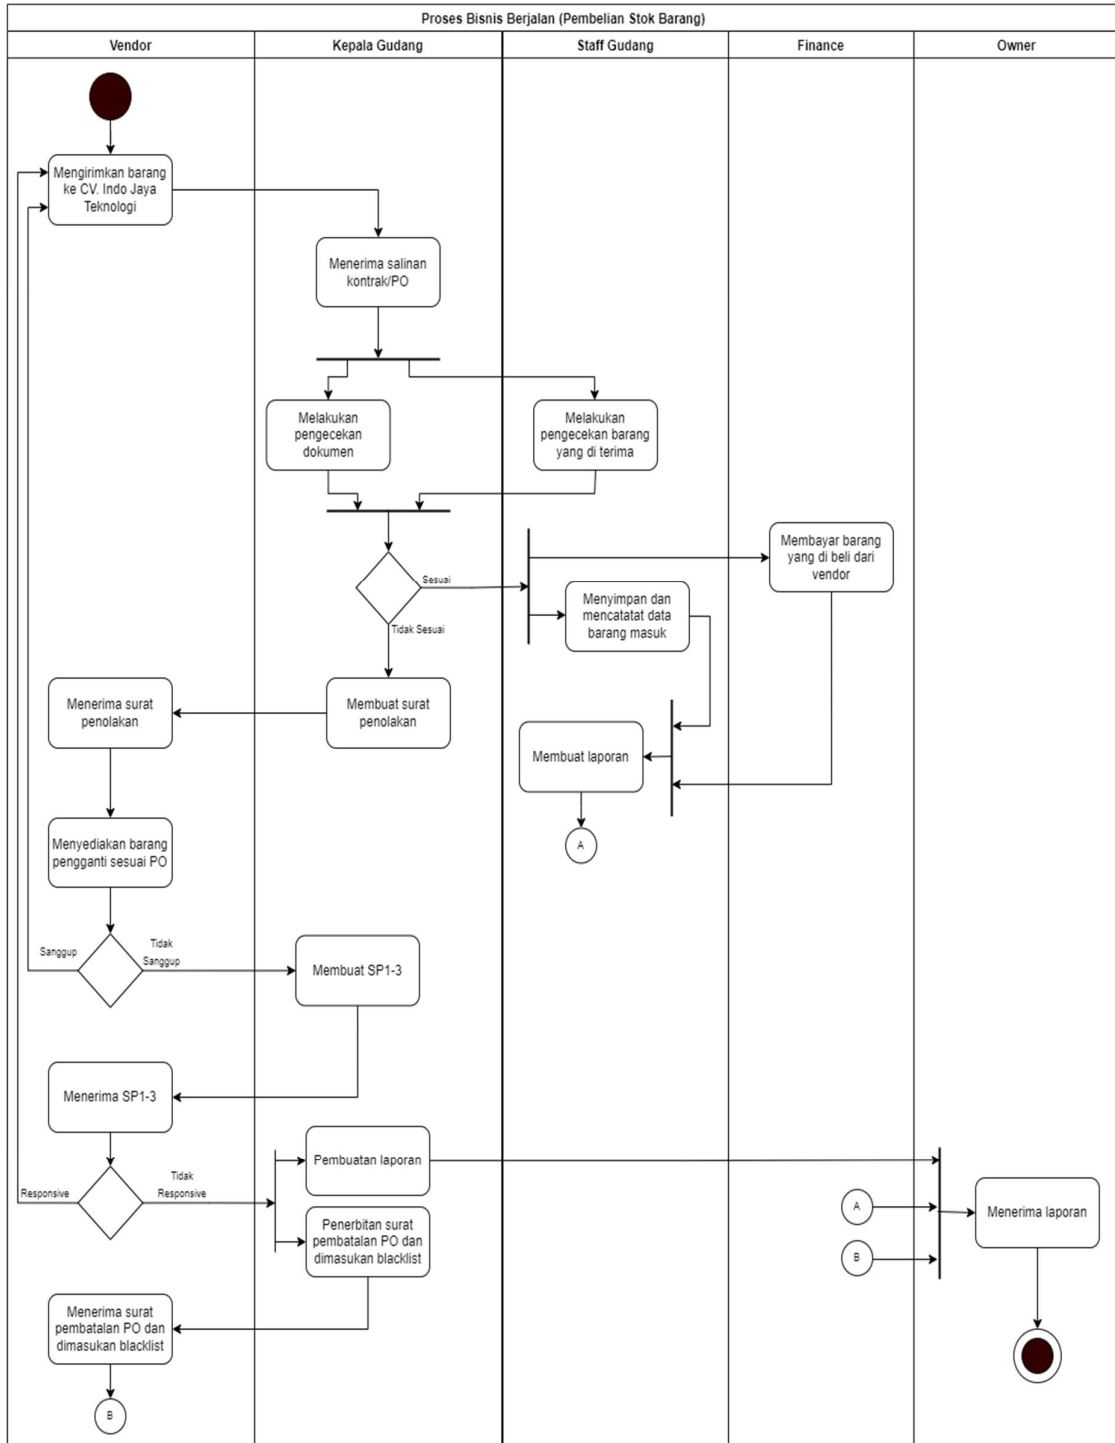 Proses Bisnis Berjalan (Pembelian Stok Barang)
Vendor
Kepala Gudang
Staff Gudang
Finance
Owner
Mengirimkan barang
ke CV. Indo Jaya
Teknologi
Menerima salinan
kontrak/PO
Melakukan
pengecekan
dokumen
Melakukan
pengecekan barang
yang di terima
Sesuai
Tidak Sesuai
Membayar barang
yang di beli dari
vendor
Menyimpan dan
mencatatat data
barang masuk
Menerima surat
penolakan
Membuat surat
penolakan
Membuat laporan
A
Menyediakan barang
pengganti sesuai PO
Sanggup
Tidak
Sanggup
Membuat SP1-3
Menerima SP1-3
Responsive
Tidak
Responsive
Pembuatan laporan
Penerbitan surat
pembatalan PO dan
dimasukan blacklist
A
B
Menerima laporan
Menerima surat
pembatalan PO dan
dimasukan blacklist
B